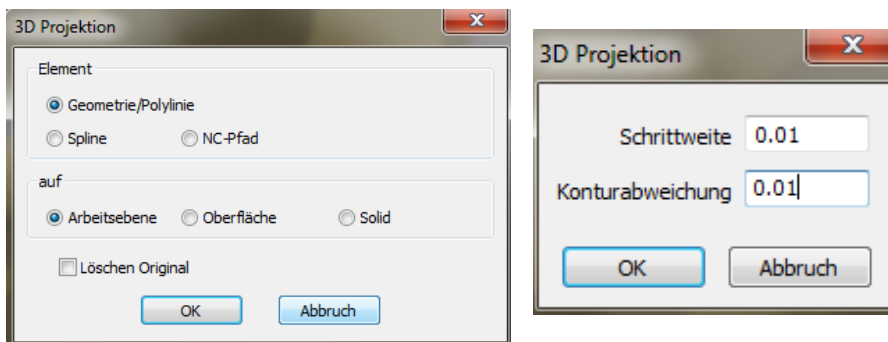 3D Projektion
Element
Geometrie/Polylinie
Spline NC-Pfad
auf
Arbeitsebene Oberfläche Solid
Löschen Original
OK Abbruch
3D Projektion
Schrittweite 0.01
Konturabweichung 0.01
OK Abbruch